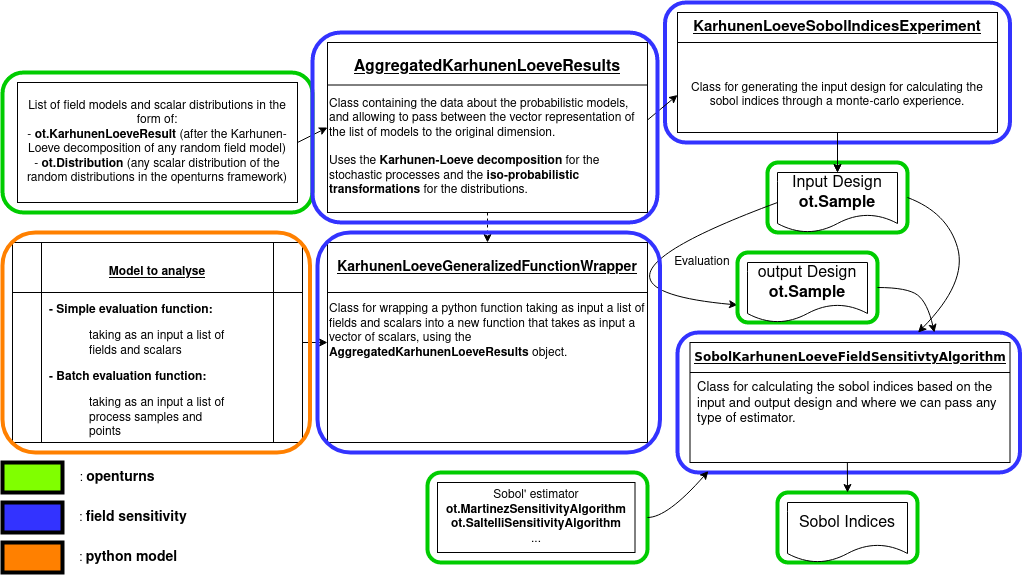 List of field models and scalar distributions in the
form of:
- ot.KarhunenLoeveResult (after the Karhunen-
Loeve decomposition of any random field model)
- ot.Distribution (any scalar distribution of the
random distributions in the openturns framework)
AggregatedKarhunenLoeveResults
Class containing the data about the probabilistic models,
and allowing to pass between the vector representation of
the list of models to the original dimension.
Uses the Karhunen-Loeve decomposition for the
stochastic processes and the iso-probabilistic
transformations for the distributions.
KarhunenLoeveSobolIndicesExperiment
Class for generating the input design for calculating the
sobol indices through a monte-carlo experience.
Input Design
ot.Sample
Evaluation
output Design
ot.Sample
Model to analyse
- Simple evaluation function:
taking as an input a list of
fields and scalars
- Batch evaluation function:
taking as an input a list of
process samples and
points
KarhunenLoeveGeneralizedFunctionWrapper
Class for wrapping a python function taking as input a list of
fields and scalars into a new function that takes as input a
vector of scalars, using the
AggregatedKarhunenLoeveResults object.
SobolKarhunenLoeveFieldSensitivtyAlgorithm
Class for calculating the sobol indices based on the
input and output design and where we can pass any
type of estimator.
Sobol' estimator
ot.MartinezSensitivityAlgorithm
ot.SaltelliSensitivityAlgorithm
...
Sobol Indices
: openturns
: field sensitivity
: python model